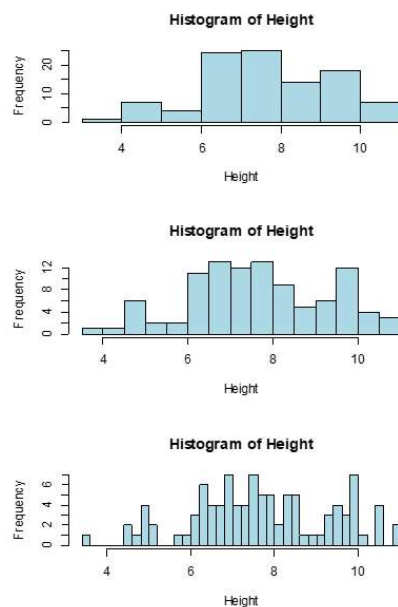 Histogram of Height
Frequency
0 10 20
4 6 8 10
Height
Histogram of Height
Frequency
0 4 8 12
4 6 8 10
Height
Histogram of Height
Frequency
0 2 4 6
4 6 8 10
Height